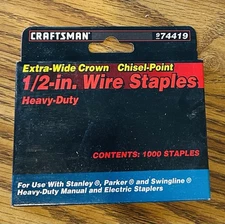 CRAFTSMAN
974419
Extra-Wide Crown Chisel-Point
1/2-in. Wire Staples
Heavy-Duty
CONTENTS: 1000 STAPLES
For Use With Stanley ®, Parker ® and Swingline ®
Heavy-Duty Manual and Electric Staplers